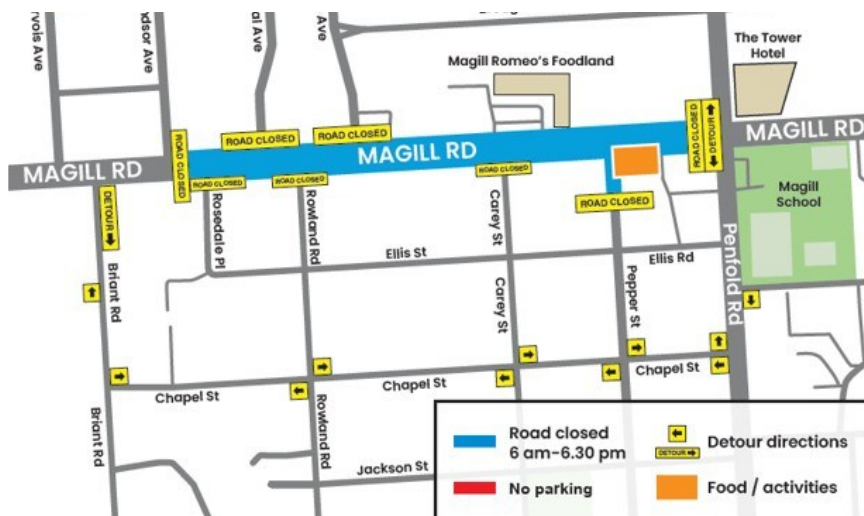 rvois Ave
ndsor Ave
al Ave
Ave
Magill Romeo's Foodland
The Tower
Hotel
ROAD CLOSED
ROAD CLOSED
ROAD CLOSED
ROAD CLOSED
← DETOUR →
MAGILL RD
MAGILL RD
MAGILL RD
ROAD CLOSED
ROAD CLOSED
ROAD CLOSED
ROAD CLOSED
DETOUR →
Rosedale Pl
Rowland Rd
Carey St
Magill
School
Ellis St
Ellis Rd
Briant Rd
Carey St
Pepper St
Penfold Rd
Chapel St
Chapel St
Chapel St
Briant Rd
Rowland Rd
Jackson St
Road closed
6 am-6.30 pm
Detour directions
DETOUR →
No parking
Food / activities